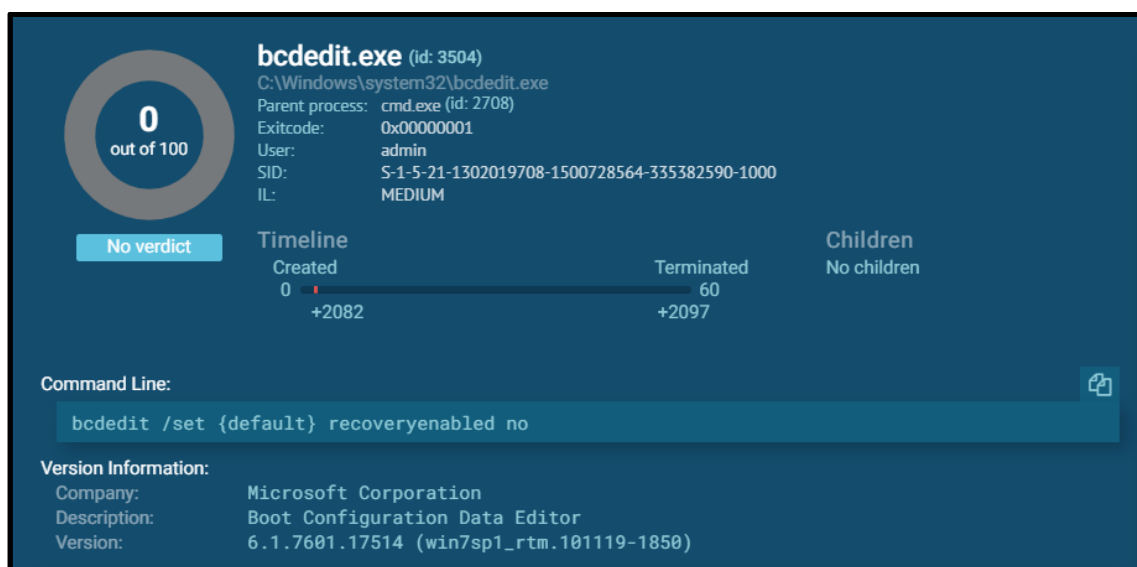 bcdedit.exe (id: 3504)
C:\Windows\system32\bcdedit.exe
Parent process: cmd.exe (id: 2708)
Exitcode: 0x00000001
User: admin
SID: S-1-5-21-1302019708-1500728564-335382590-1000
IL: MEDIUM
0
out of 100
No verdict
Timeline
Created Terminated
0 60
+2082 +2097
Children
No children
Command Line:
bcdedit /set {default} recoveryenabled no
Version Information:
Company: Microsoft Corporation
Description: Boot Configuration Data Editor
Version: 6.1.7601.17514 (win7sp1_rtm.101119-1850)